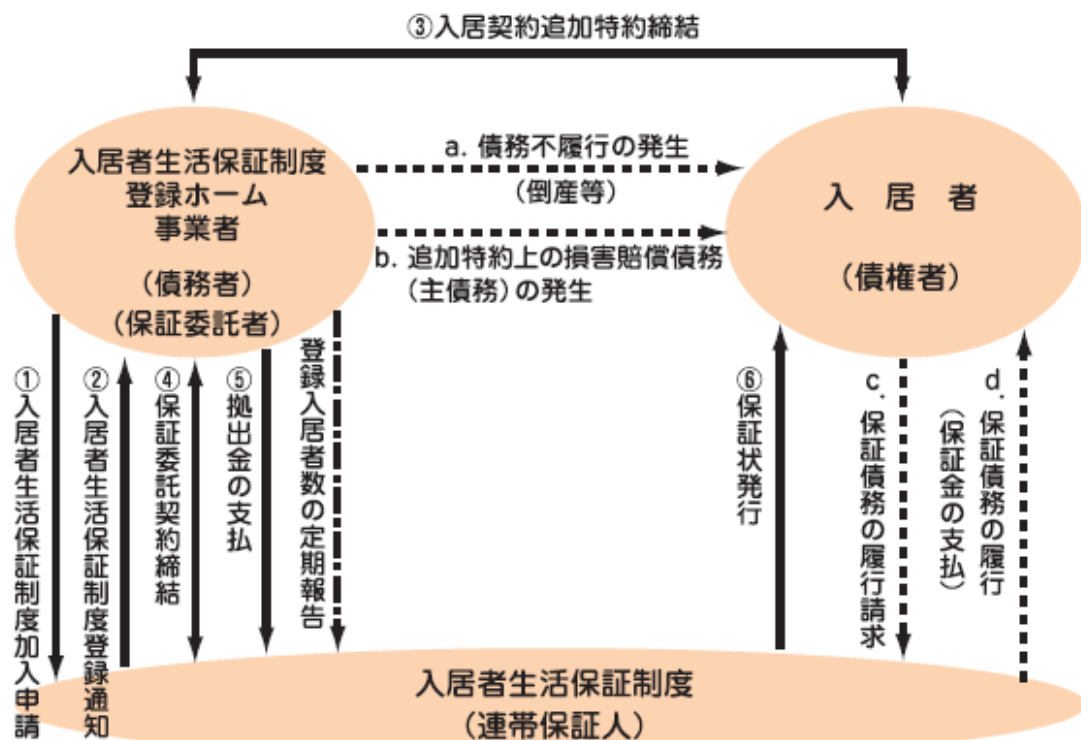 ③入居契約追加特約締結
入居者生活保証制度
登録ホーム
事業者
(債務者)
(保証委託者)
a. 債務不履行の発生
(倒産等)
b. 追加特約上の損害賠償債務
(主債務)の発生
入 居 者
(債権者)
①入居者生活保証制度加入申請
②入居者生活保証制度登録通知
④保証委託契約締結
⑤拠出金の支払
登録入居者数の定期報告
⑥保証状発行
c. 保証債務の履行請求
d. 保証債務の履行
(保証金の支払)
入居者生活保証制度
(連帯保証人)